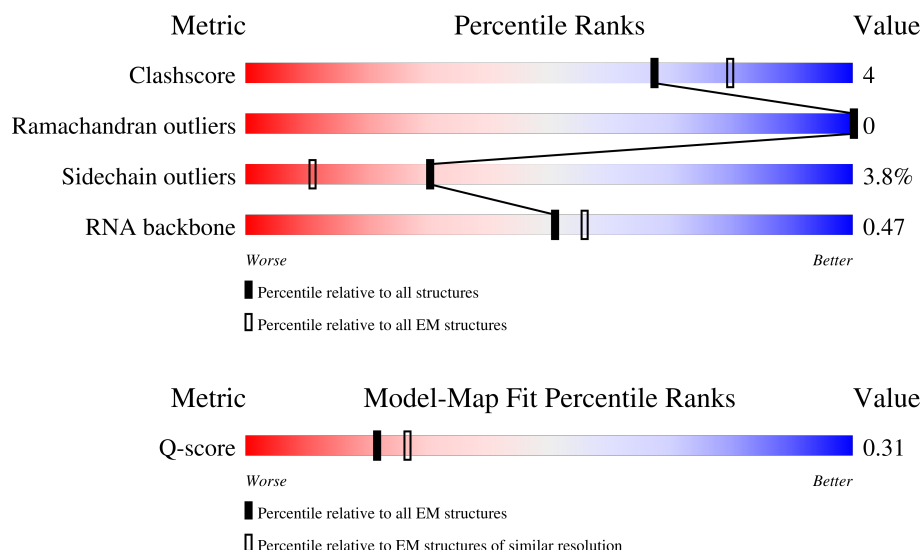 Metric Percentile Ranks Value
Clashscore 4
Ramachandran outliers 0
Sidechain outliers 3.8%
RNA backbone 0.47
Worse Better
Percentile relative to all structures
Percentile relative to all EM structures
Metric Model-Map Fit Percentile Ranks Value
Q-score 0.31
Worse Better
Percentile relative to all EM structures
Percentile relative to EM structures of similar resolution